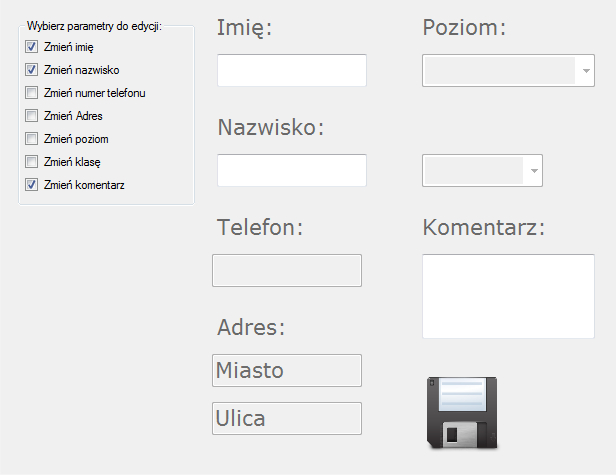 Wybierz parametry do edycji:
Zmień imię
Zmień nazwisko
Zmień numer telefonu
Zmień Adres
Zmień poziom
Zmień klasę
Zmień komentarz
Imię:
Nazwisko:
Telefon:
Adres:
Miasto
Ulica
Poziom:
Komentarz: